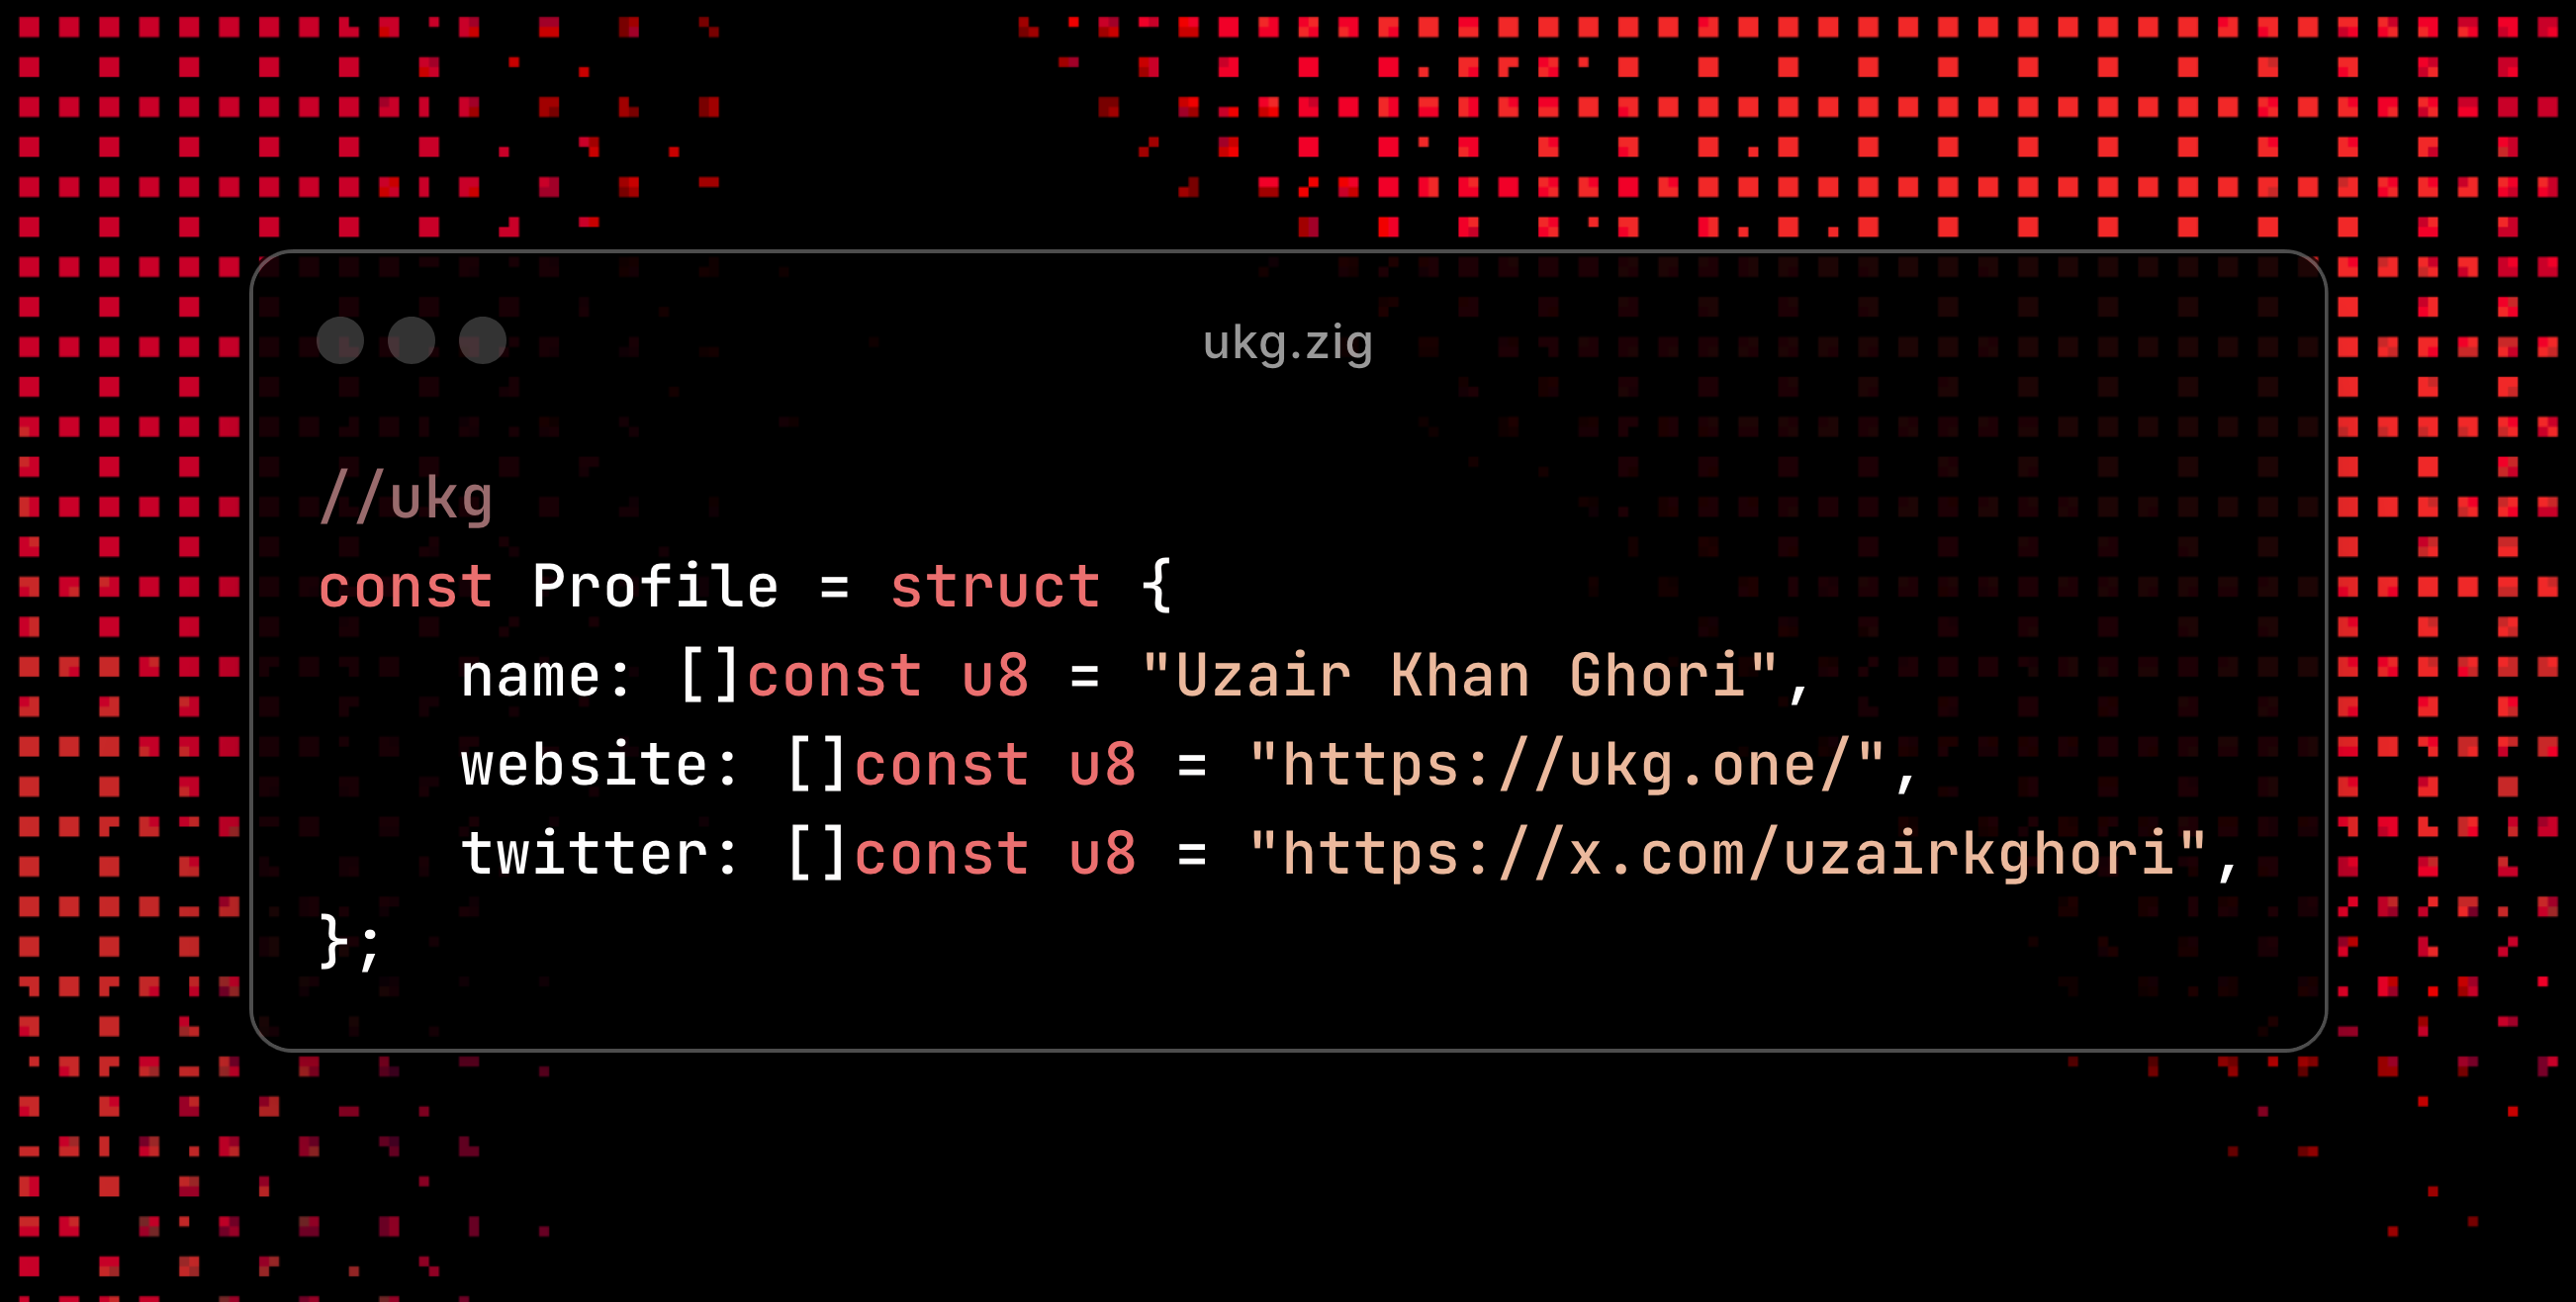 ukg.zig
//ukg
const Profile = struct {
    name: []const u8 = "Uzair Khan Ghori",
    website: []const u8 = "https://ukg.one/",
    twitter: []const u8 = "https://x.com/uzairkghori",
};